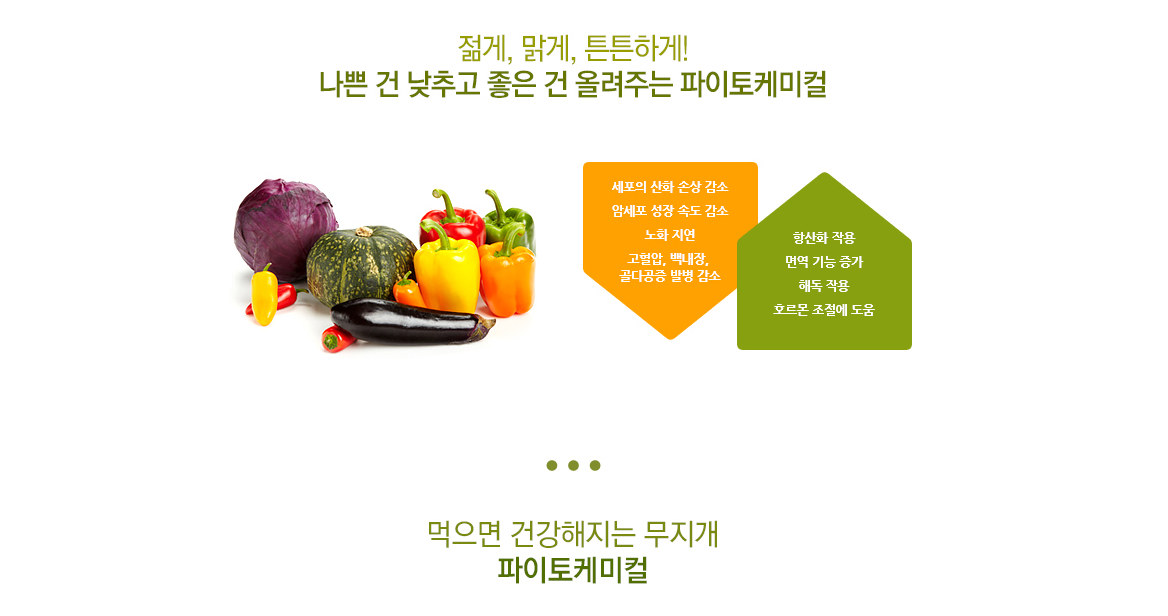 젊게, 맑게, 튼튼하게!
나쁜 건 낮추고 좋은 건 올려주는 파이토케미컬
세포의 산화 손상 감소
암세포 성장 속도 감소
노화 지연
고혈압, 백내장,
골다공증 발병 감소
항산화 작용
면역 기능 증가
해독 작용
호르몬 조절에 도움
먹으면 건강해지는 무지개
파이토케미컬